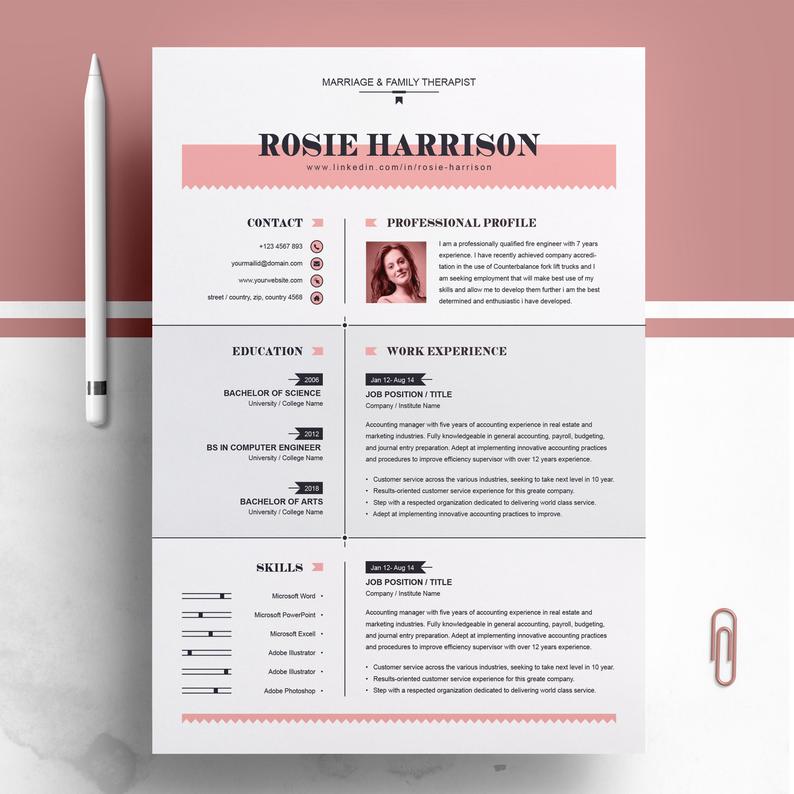 MARRIAGE & FAMILY THERAPIST
ROSIE HARRISON
www.linkedin.com/in/rosie-harrison
CONTACT
+123 4567 893
yourmailid@domain.com
www.yourwebsite.com
street / country, zip, country 4568
PROFESSIONAL PROFILE
I am a professionally qualified fire engineer with 7 years
experience. I have recently achieved company accredi-
tation in the use of Counterbalance fork lift trucks and I
am seeking employment that will make best use of my
skills and allow me to develop them further i am the best
determined and enthusiastic i have developed.
EDUCATION
2006
BACHELOR OF SCIENCE
University / College Name
2012
BS IN COMPUTER ENGINEER
University / College Name
2018
BACHELOR OF ARTS
University / College Name
WORK EXPERIENCE
Jan 12- Aug 14
JOB POSITION / TITLE
Company / Institute Name
Accounting manager with five years of accounting experience in real estate and
marketing industries. Fully knowledgeable in general accounting, payroll, budgeting,
and journal entry preparation. Adept at implementing innovative accounting practices
and procedures to improve efficiency supervisor with over 12 years experience.
• Customer service across the various industries, seeking to take next level in 10 year.
• Results-oriented customer service experience for this greate company.
• Step with a respected organization dedicated to delivering world class service.
• Adept at implementing innovative accounting practices to improve.
SKILLS
Microsoft Word •
Microsoft PowerPoint •
Microsoft Excell •
Adobe Illustrator •
Adobe Illustrator •
Adobe Photoshop •
Jan 12- Aug 14
JOB POSITION / TITLE
Company / Institute Name
Accounting manager with five years of accounting experience in real estate and
marketing industries. Fully knowledgeable in general accounting, payroll, budgeting,
and journal entry preparation. Adept at implementing innovative accounting practices
and procedures to improve efficiency supervisor with over 12 years experience.
• Customer service across the various industries, seeking to take next level in 10 year.
• Results-oriented customer service experience for this greate company.
• Step with a respected organization dedicated to delivering world class service.